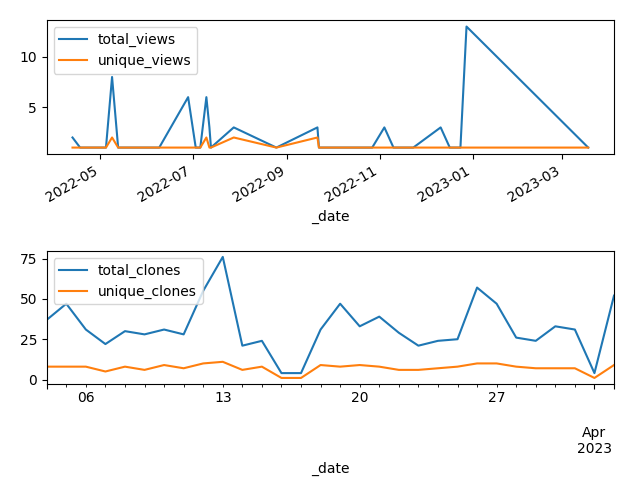 total_views
unique_views
10
5
2022-05
2022-07
2022-09
2022-11
2023-01
2023-03
_date
total_clones
unique_clones
75
50
25
0
06
13
20
27
Apr
2023
_date